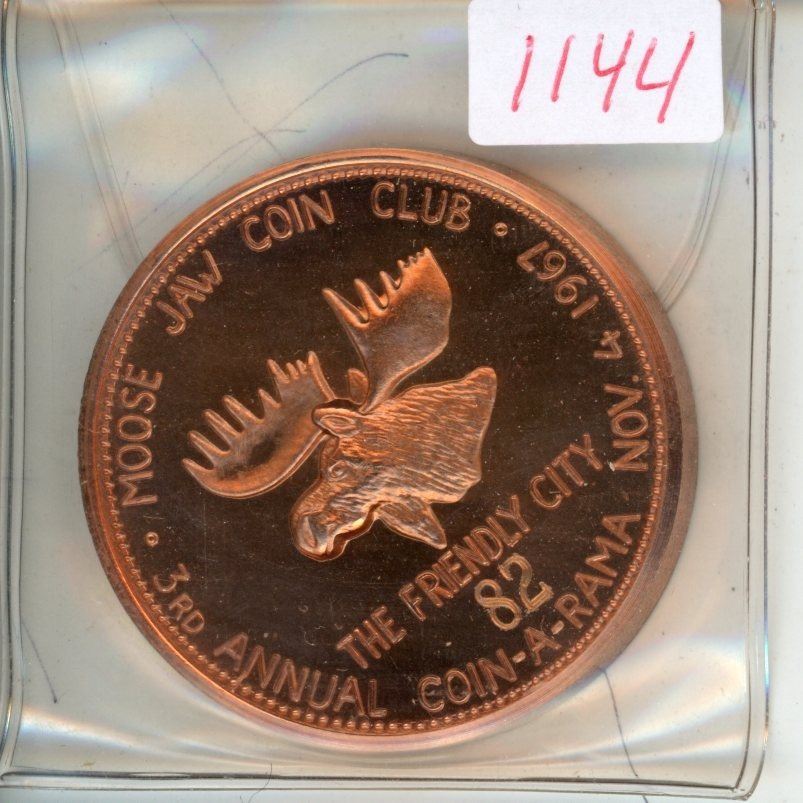 1144
MOOSE JAW COIN CLUB • NOV. 4 1967
THE FRIENDLY CITY
82
• 3RD ANNUAL COIN-A-RAMA